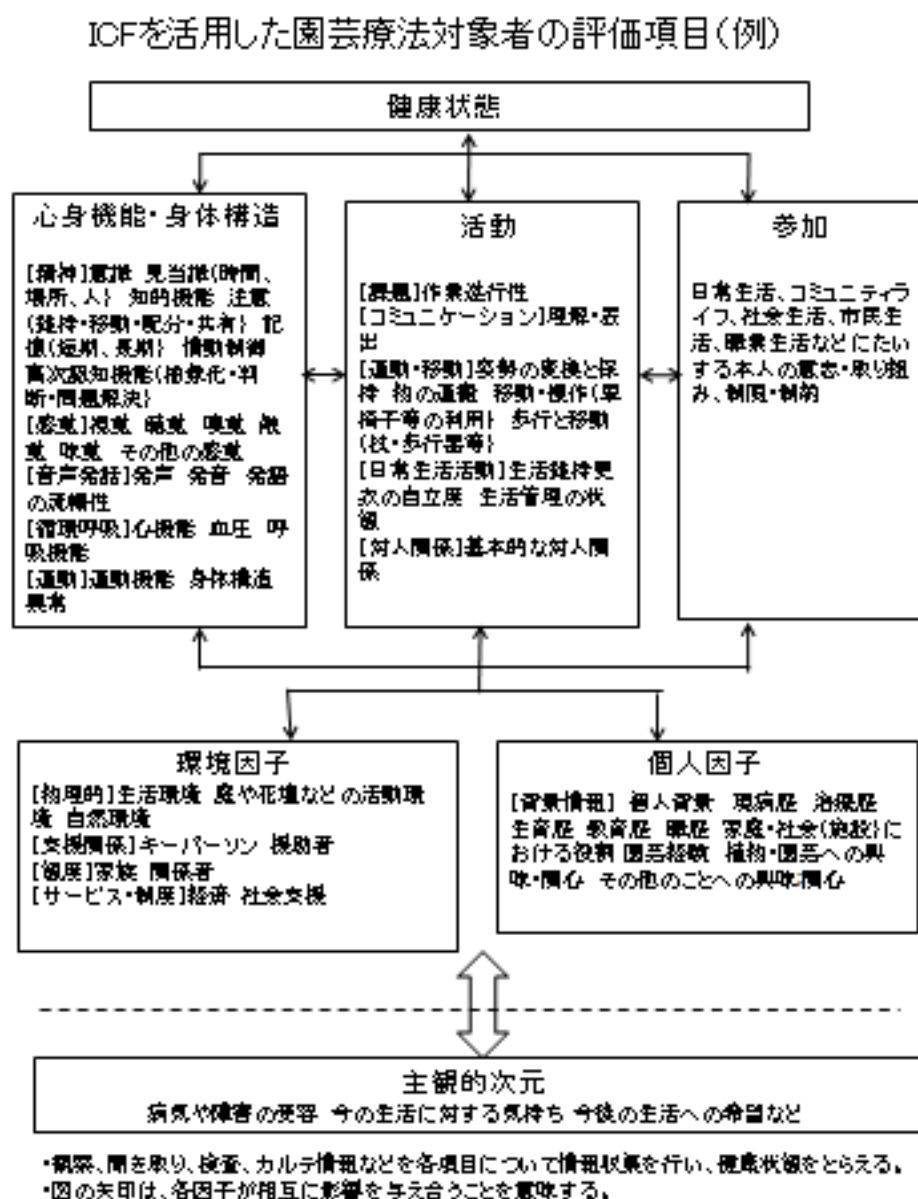 ICFを活用した園芸療法対象者の評価項目(例)
健康状態
心身機能・身体構造
[精神]意識 見当識(時間、
場所、人) 知的機能 注意
(維持・移動・配分・共有) 記
憶(短期、長期) 情動制御
高次認知機能(抽象化・判
断・問題解決)
[感覚]視覚 聴覚 嗅覚 触
覚 味覚 その他の感覚
[音声発話]発声 発音 発語
の流暢性
[循環呼吸]心機能 血圧 呼
吸機能
[運動]運動機能 身体構造
異常
活動
[課題]作業遂行性
[コミュニケーション]理解・表
出
[運動・移動]姿勢の変換と保
持 物の運搬 移動・操作(車
椅子等の利用) 歩行と移動
(杖・歩行器等)
[日常生活活動]生活維持
次の自立度 生活管理の状
態
[対人関係]基本的な対人関
係
参加
日常生活、コミュニティラ
イフ、社会生活、市民生
活、職業生活などにたい
する本人の意志・取り組
み、制限・制約
環境因子
[物理的]生活環境 庭や花壇などの活動環
境 自然環境
[支援関係]キーパーソン 援助者
[態度]家族 関係者
[サービス・制度]経済 社会支援
個人因子
[背景情報] 個人背景 現病歴 治療歴
生育歴 教育歴 職歴 家庭・社会(施設)に
おける役割 園芸経験 植物・園芸への興
味・関心 その他のことへの興味・関心
主観的次元
病気や障害の受容 今の生活に対する気持ち 今後の生活への希望など
・観察、聞き取り、検査、カルテ情報などを各項目について情報収集を行い、健康状態をとらえる。
・図の矢印は、各因子が相互に影響を与え合うことを意味する。